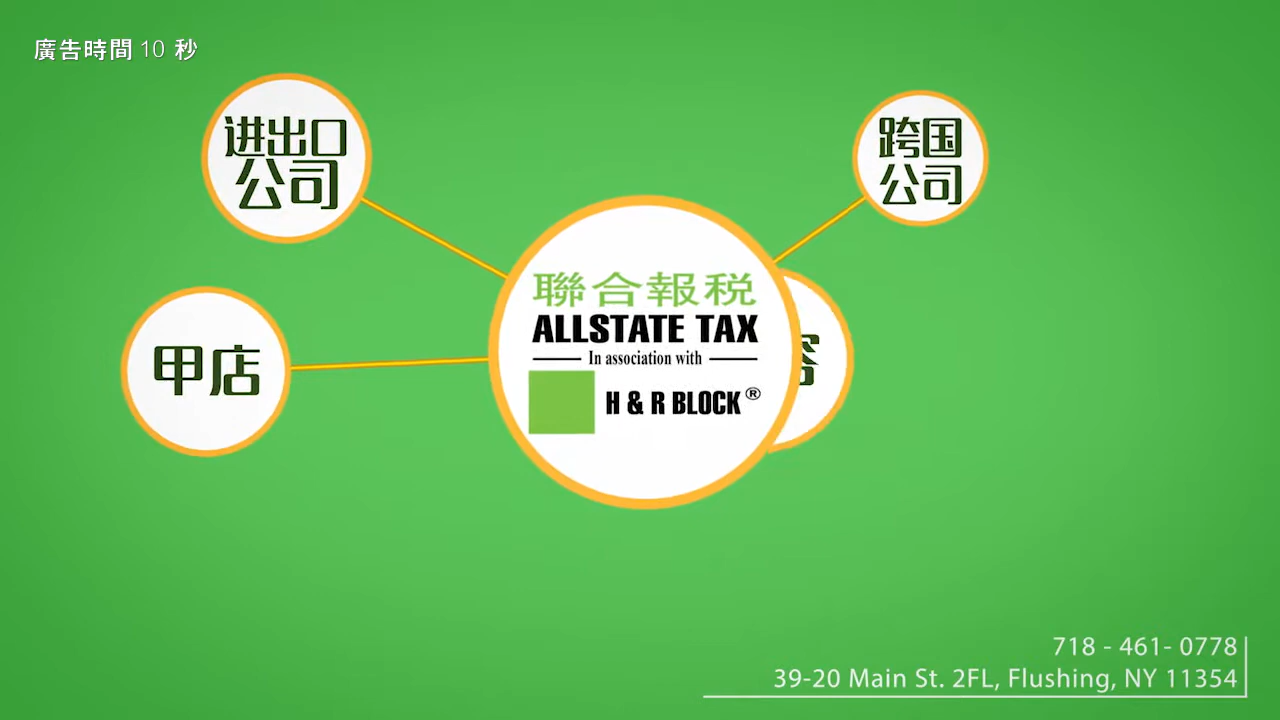 廣告時間 10 秒
进出口
公司
跨国
公司
聯合報税
ALLSTATE TAX
In association with
H & R BLOCK®
甲店
718 - 461- 0778
39-20 Main St. 2FL, Flushing, NY 11354